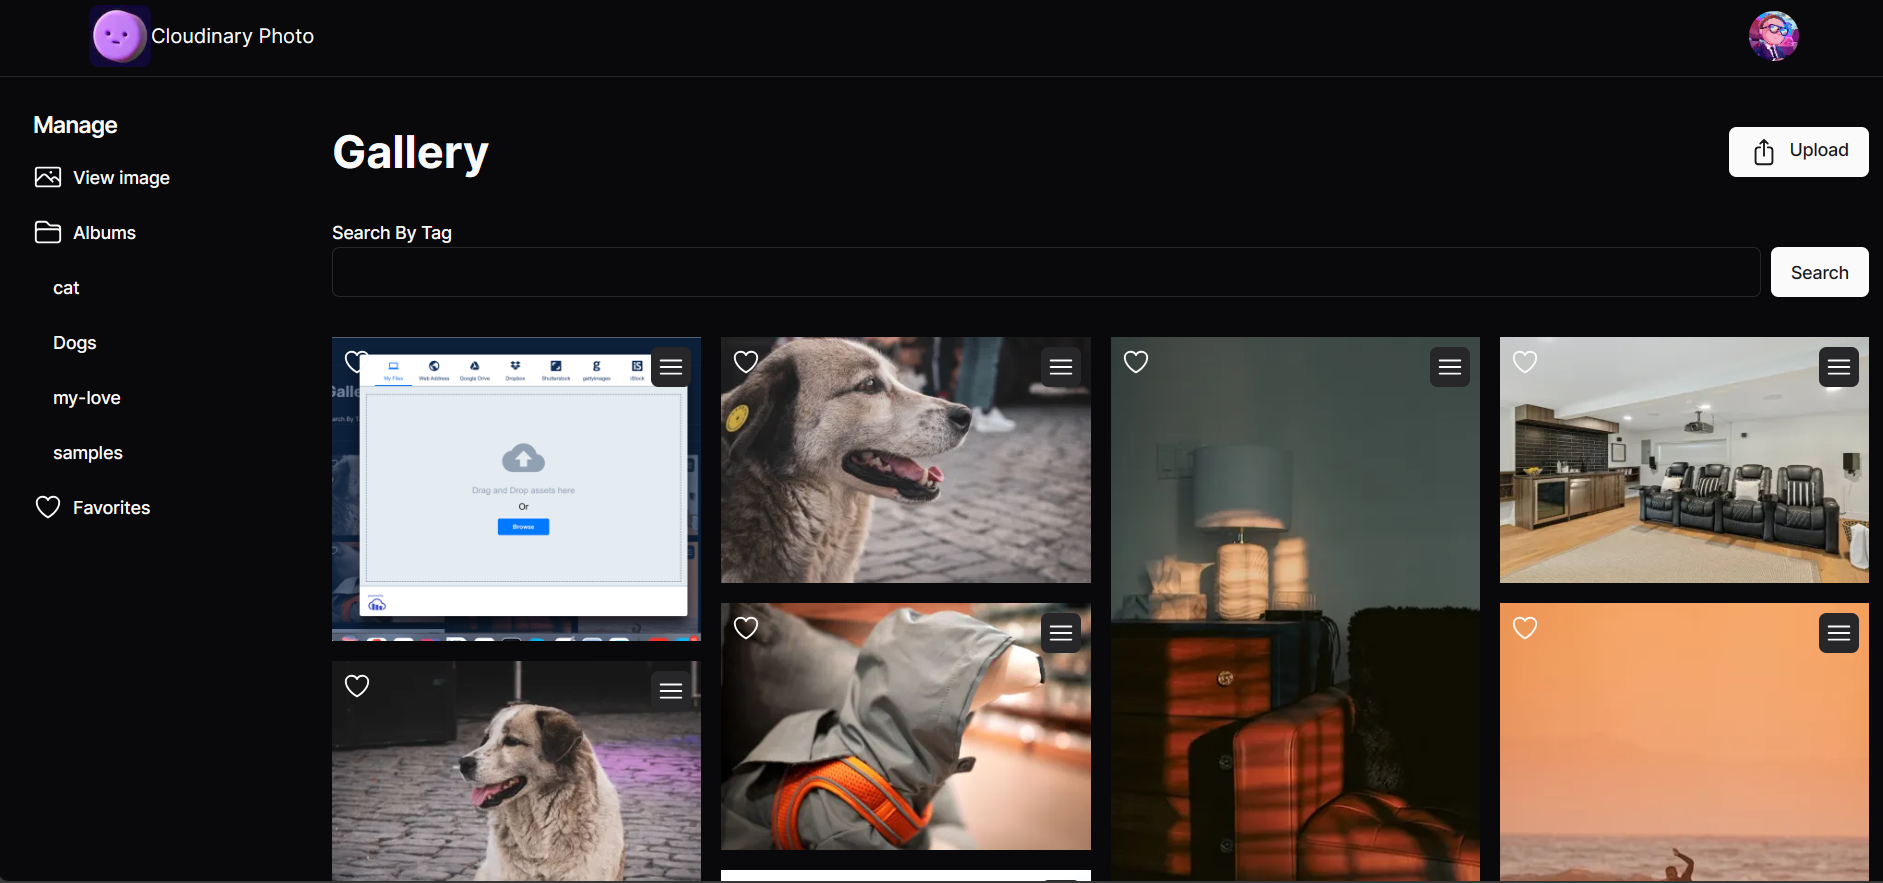 Cloudinary Photo
Manage
View image
Albums
cat
Dogs
my-love
samples
Favorites
Gallery
Upload
Search By Tag
Search
My Files
Web Address
Google Drive
Dropbox
Shutterstock
gettyimages
iStock
Drag and Drop assets here
Or
Browse